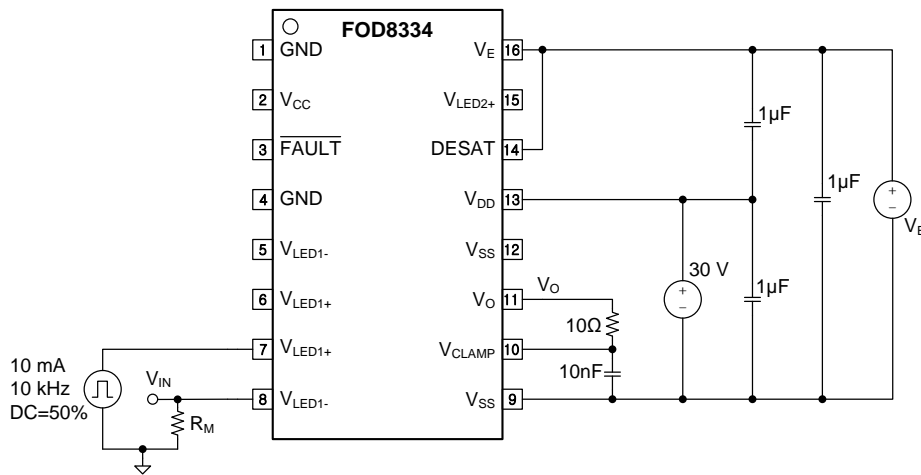 FOD8334
1 GND
2 VCC
3 FAULT
4 GND
5 VLED1-
6 VLED1+
7 VLED1+
8 VLED1-
VE 16
VLED2+ 15
DESAT 14
VDD 13
VSS 12
VO 11
VCLAMP 10
VSS 9
10 mA
10 kHz
DC=50%
VIN
RM
VO
10Ω
10nF
30 V
+
−
1µF
1µF
1µF
+
−